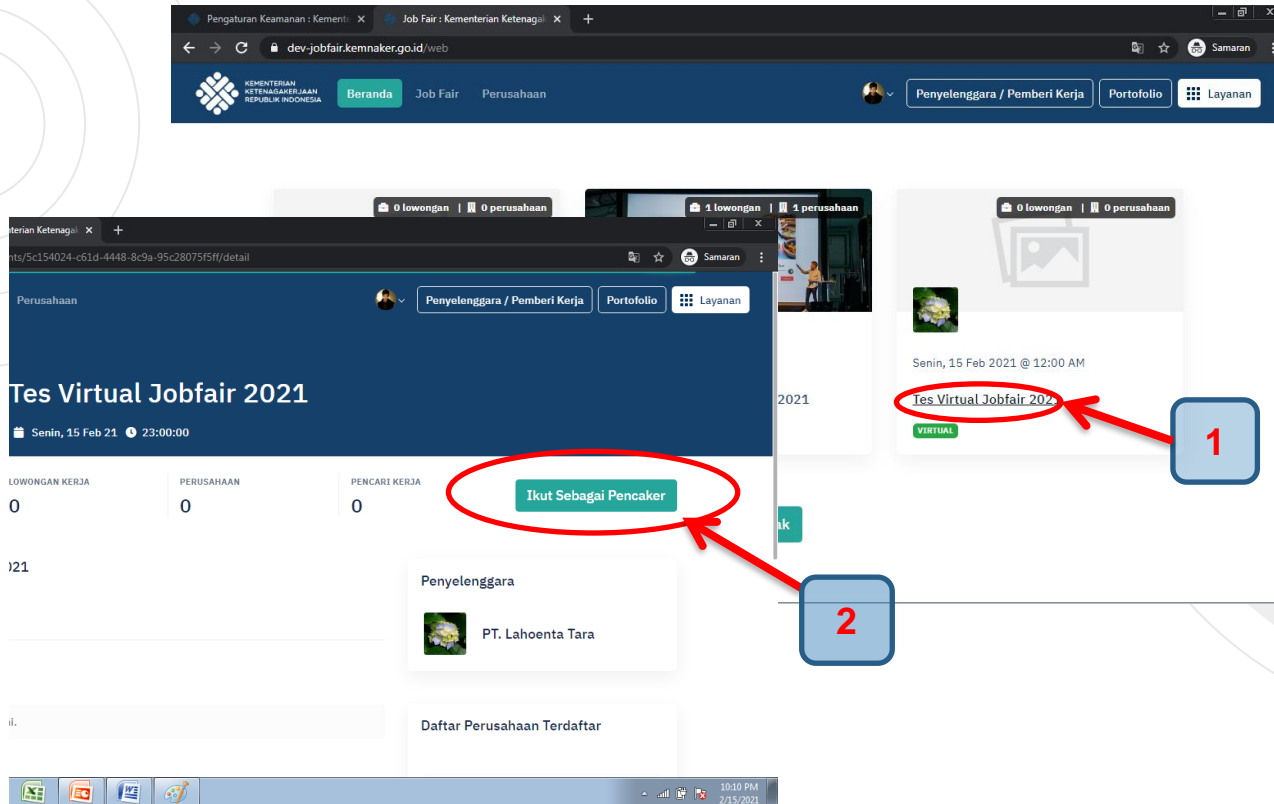 Pengaturan Keamanan : Kemente
Job Fair : Kementerian Ketenagak
dev-jobfair.kemnaker.go.id/web
Samaran
KEMENTERIAN
KETENAGAKERJAAN
REPUBLIK INDONESIA
Beranda
Job Fair
Perusahaan
Penyelenggara / Pemberi Kerja
Portofolio
Layanan
0 lowongan | 0 perusahaan
1 lowongan | 1 perusahaan
0 lowongan | 0 perusahaan
2021
Senin, 15 Feb 2021 @ 12:00 AM
Tes Virtual Jobfair 2021
VIRTUAL
1
ak
nterian Ketenagak
nts/5c154024-c61d-4448-8c9a-95c28075f5ff/detail
Samaran
Perusahaan
Penyelenggara / Pemberi Kerja
Portofolio
Layanan
Tes Virtual Jobfair 2021
Senin, 15 Feb 21 23:00:00
LOWONGAN KERJA
0
PERUSAHAAN
0
PENCARI KERJA
0
Ikut Sebagai Pencaker
2
021
Penyelenggara
PT. Lahoenta Tara
ni.
Daftar Perusahaan Terdaftar
10:10 PM
2/15/2021